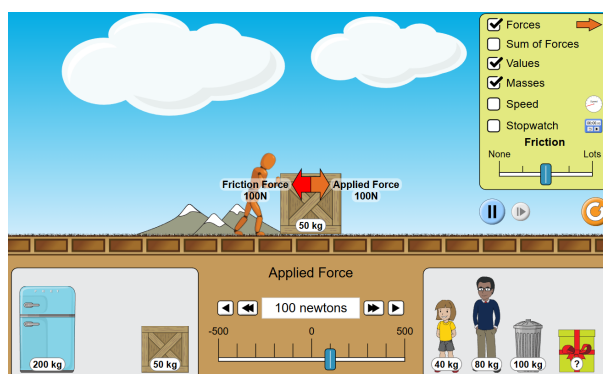 Forces
Sum of Forces
Values
Masses
Speed
Stopwatch
Friction
None Lots
Friction Force Applied Force
100N 100N
50 kg
Applied Force
100 newtons
-500 0 500
200 kg 50 kg
40 kg 80 kg 100 kg ?